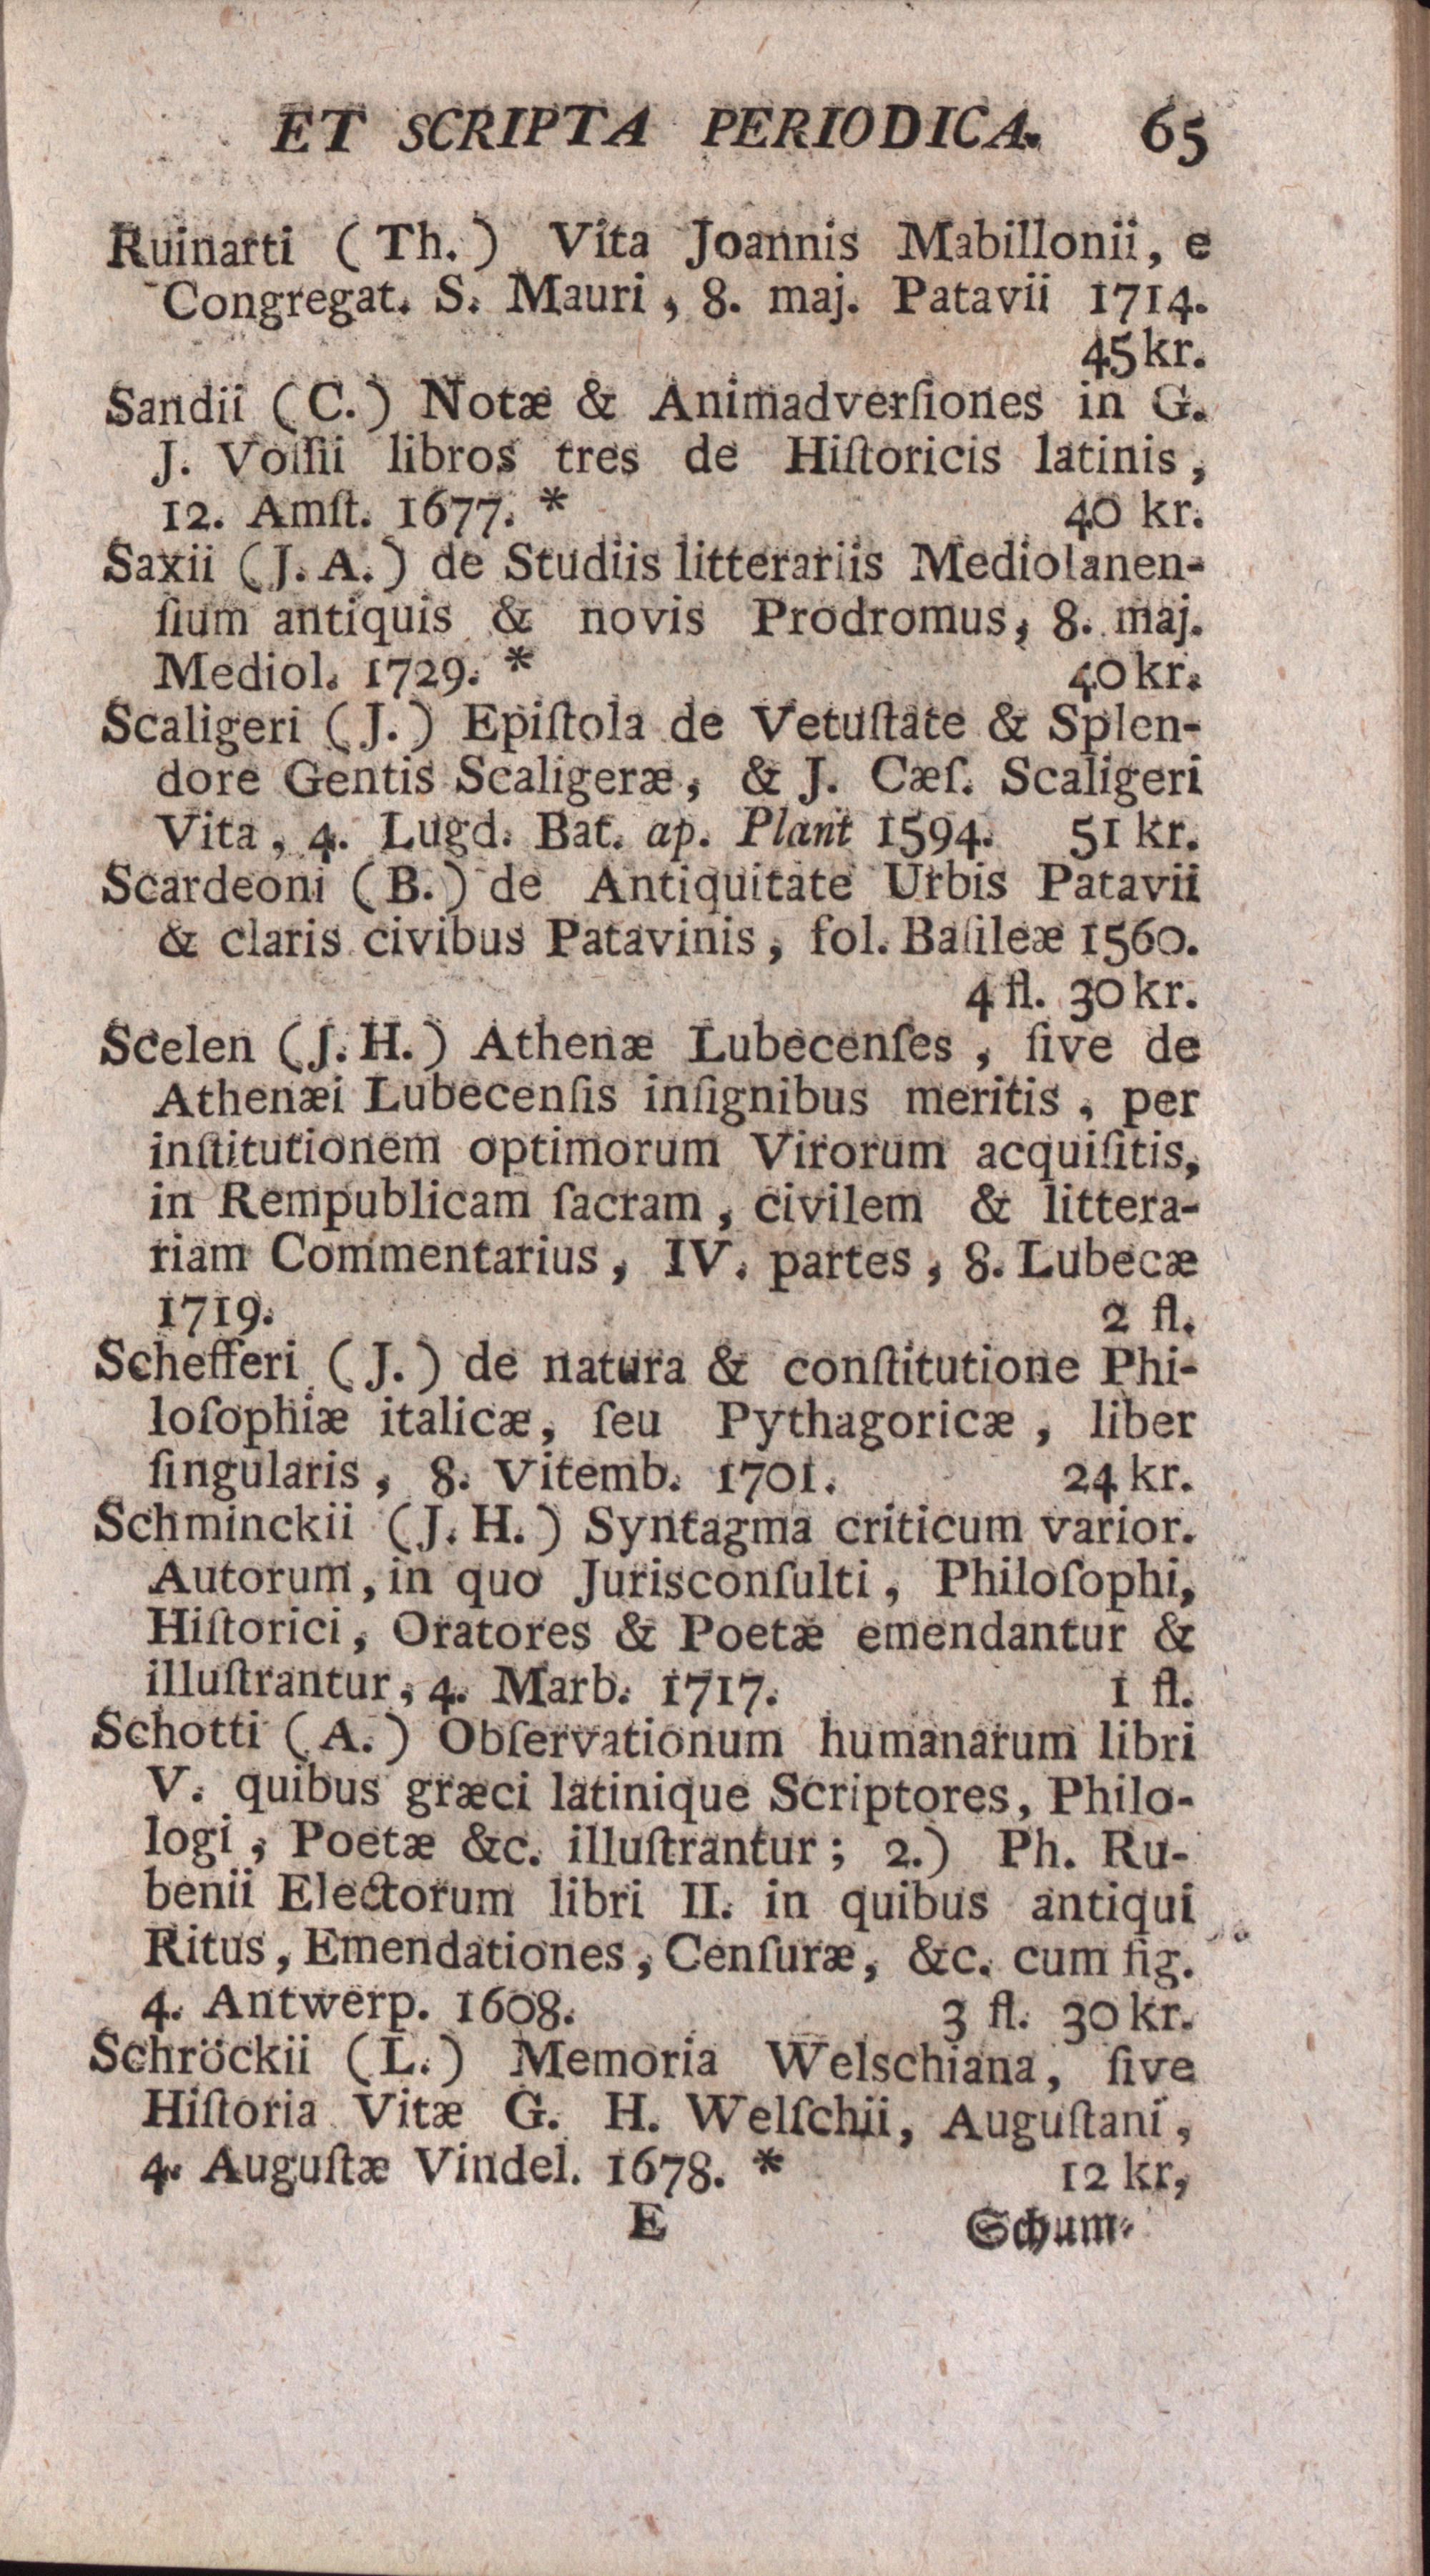 ET SCRIPTA PERIODICA. 65
Ruinarti (Th.) Vita Joannis Mabillonii, e
Congregat. S. Mauri, 8. maj. Patavii 1714.
45 kr.
Sandii (C.) Notæ & Animadverſiones in G.
J. Voſſii libros tres de Hiſtoricis latinis,
12. Amſt. 1677. * 40 kr.
Saxii (J. A.) de Studiis litterariis Mediolanen-
ſium antiquis & novis Prodromus, 8. maj.
Mediol. 1729. * 40 kr.
Scaligeri (J.) Epiſtola de Vetuſtate & Splen-
dore Gentis Scaligeræ, & J. Cæſ. Scaligeri
Vita, 4. Lugd. Bat. ap. Plant 1594. 51 kr.
Scardeoni (B.) de Antiquitate Urbis Patavii
& claris civibus Patavinis, fol. Baſileæ 1560.
4 fl. 30 kr.
Scelen (J. H.) Athenæ Lubecenſes, ſive de
Athenæi Lubecenſis inſignibus meritis, per
inſtitutionem optimorum Virorum acquiſitis,
in Rempublicam ſacram, civilem & littera-
riam Commentarius, IV. partes, 8. Lubecæ
1719. 2 fl.
Schefferi (J.) de natura & conſtitutione Phi-
loſophiæ italicæ, ſeu Pythagoricæ, liber
ſingularis, 8. Vitemb. 1701. 24 kr.
Schminckii (J. H.) Syntagma criticum varior.
Autorum, in quo Jurisconſulti, Philoſophi,
Hiſtorici, Oratores & Poetæ emendantur &
illuſtrantur, 4. Marb. 1717. 1 fl.
Schotti (A.) Obſervationum humanarum libri
V. quibus græci latinique Scriptores, Philo-
logi, Poetæ &c. illuſtrantur; 2.) Ph. Ru-
benii Electorum libri II. in quibus antiqui
Ritus, Emendationes, Cenſuræ, &c. cum fig.
4. Antwerp. 1608. 3 fl. 30 kr.
Schröckii (L.) Memoria Welschiana, ſive
Hiſtoria Vitæ G. H. Welſchii, Auguſtani,
4. Auguſtæ Vindel. 1678. * 12 kr,
E Schum-